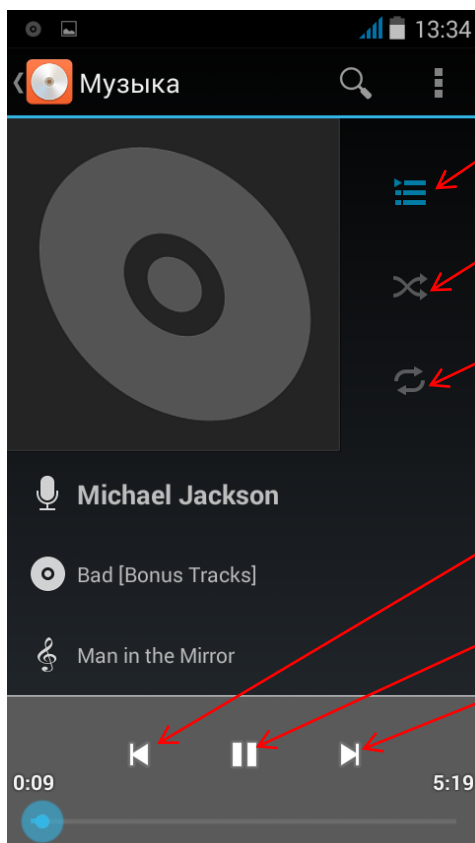 13:34
Музыка
Michael Jackson
Bad [Bonus Tracks]
Man in the Mirror
0:09 5:19